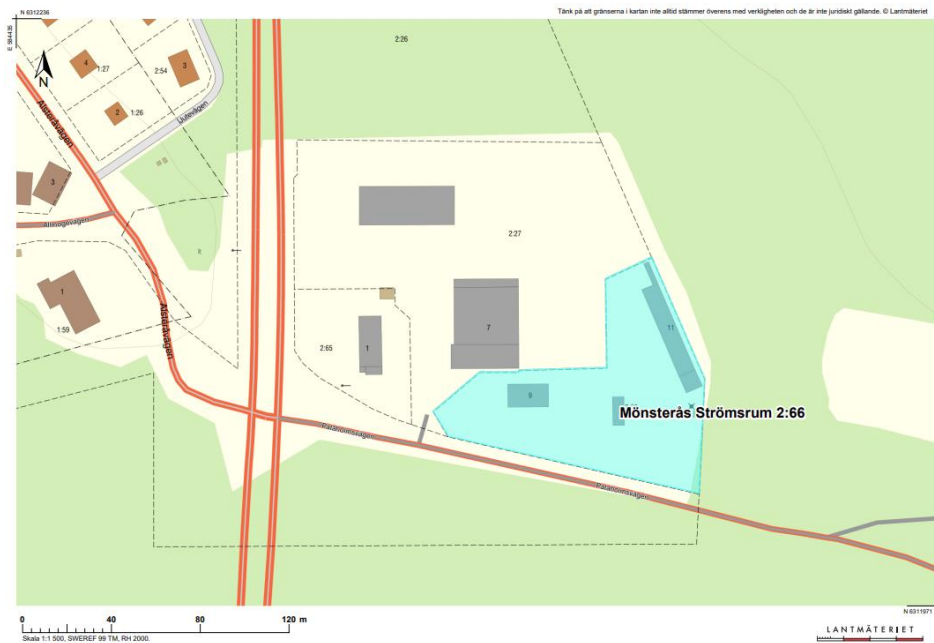 N 6312236
Tänk på att gränserna i kartan inte alltid stämmer överens med verkligheten och de är inte juridiskt gällande. © Lantmäteriet
E 584435
2:26
4
1:27
2:54
3
N
2
1:26
Ljutevägen
Alsteråvägen
3
Allmogevägen
R
2:27
1
1:59
Alsteråvägen
7
11
2:65
1
9
Mönsterås Strömsrum 2:66
Pataholmsvägen
Pataholmsvägen
N 6311971
0 40 80 120 m
Skala 1:1 500, SWEREF 99 TM, RH 2000.
LANTMÄTERIET